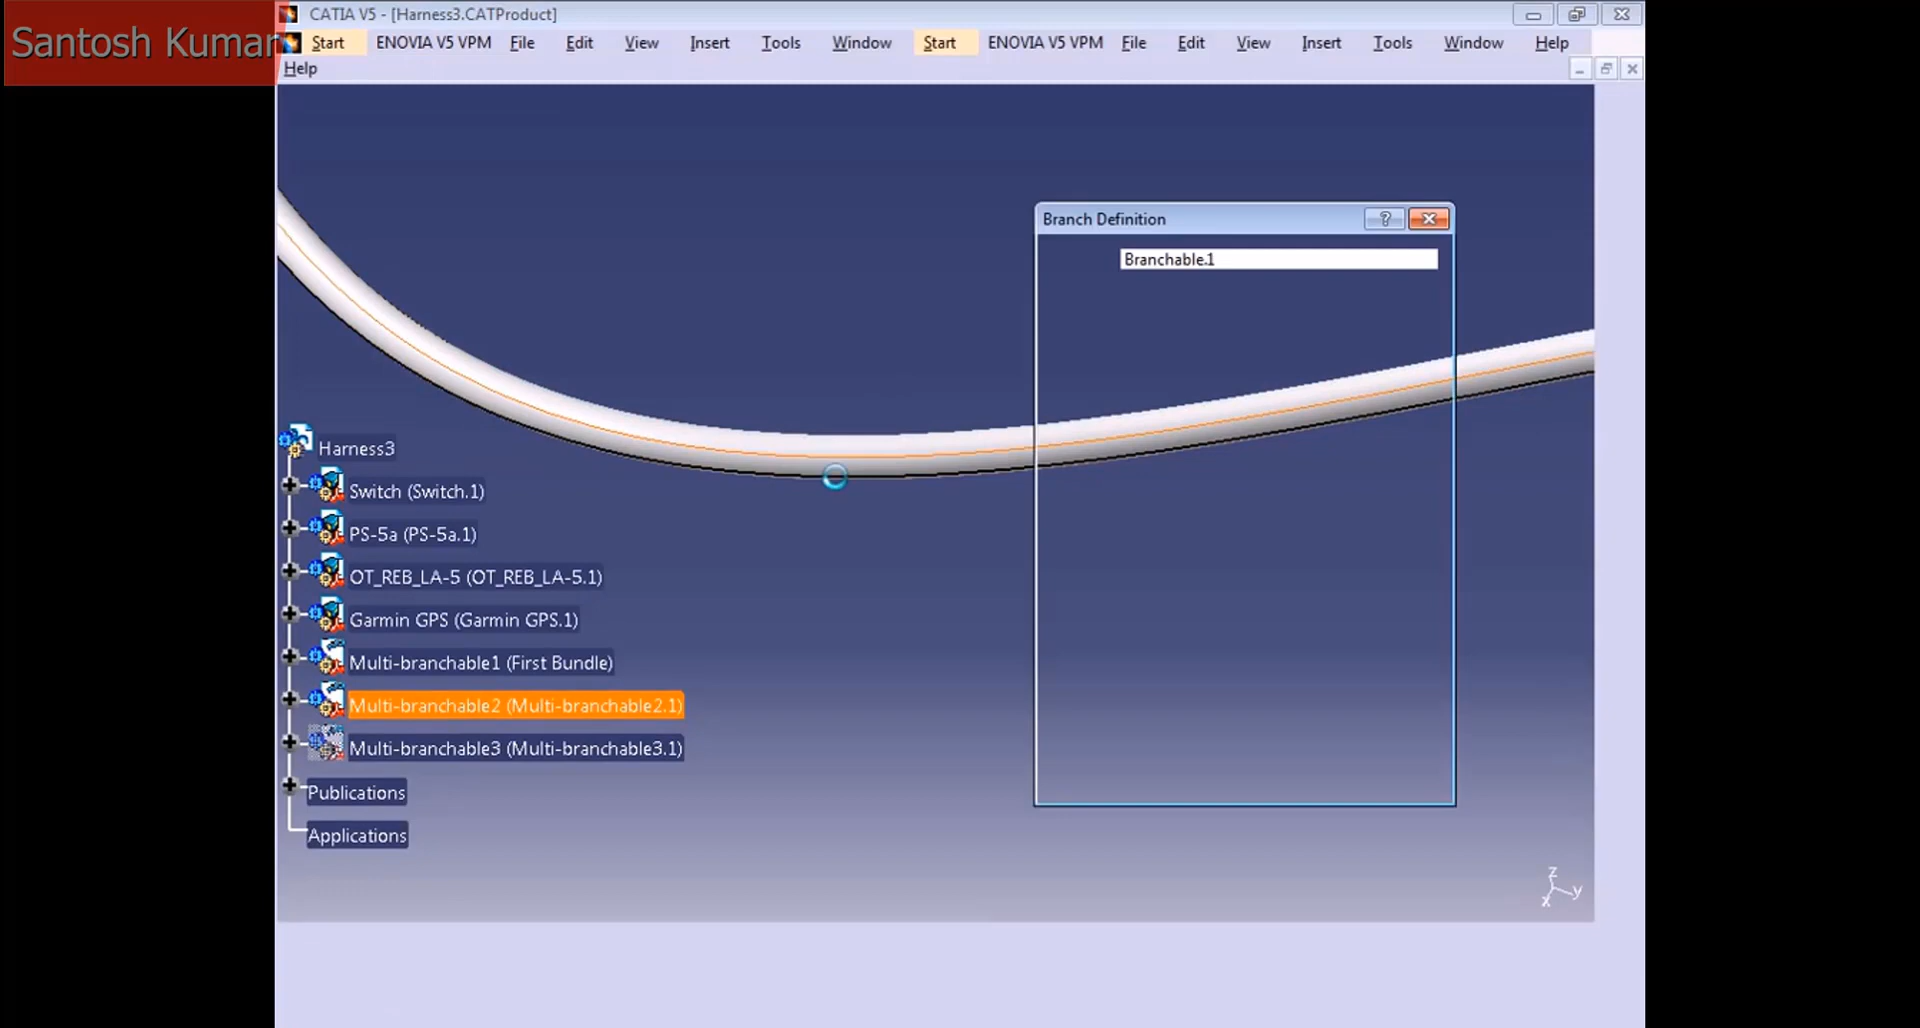 Santosh Kumar
CATIA V5 - [Harness3.CATProduct]
Start ENOVIA V5 VPM File Edit View Insert Tools Window Start ENOVIA V5 VPM File Edit View Insert Tools Window Help
Help
Branch Definition
?
Branchable.1
Harness3
Switch (Switch.1)
PS-5a (PS-5a.1)
OT_REB_LA-5 (OT_REB_LA-5.1)
Garmin GPS (Garmin GPS.1)
Multi-branchable1 (First Bundle)
Multi-branchable2 (Multi-branchable2.1)
Multi-branchable3 (Multi-branchable3.1)
Publications
Applications
z
y
x